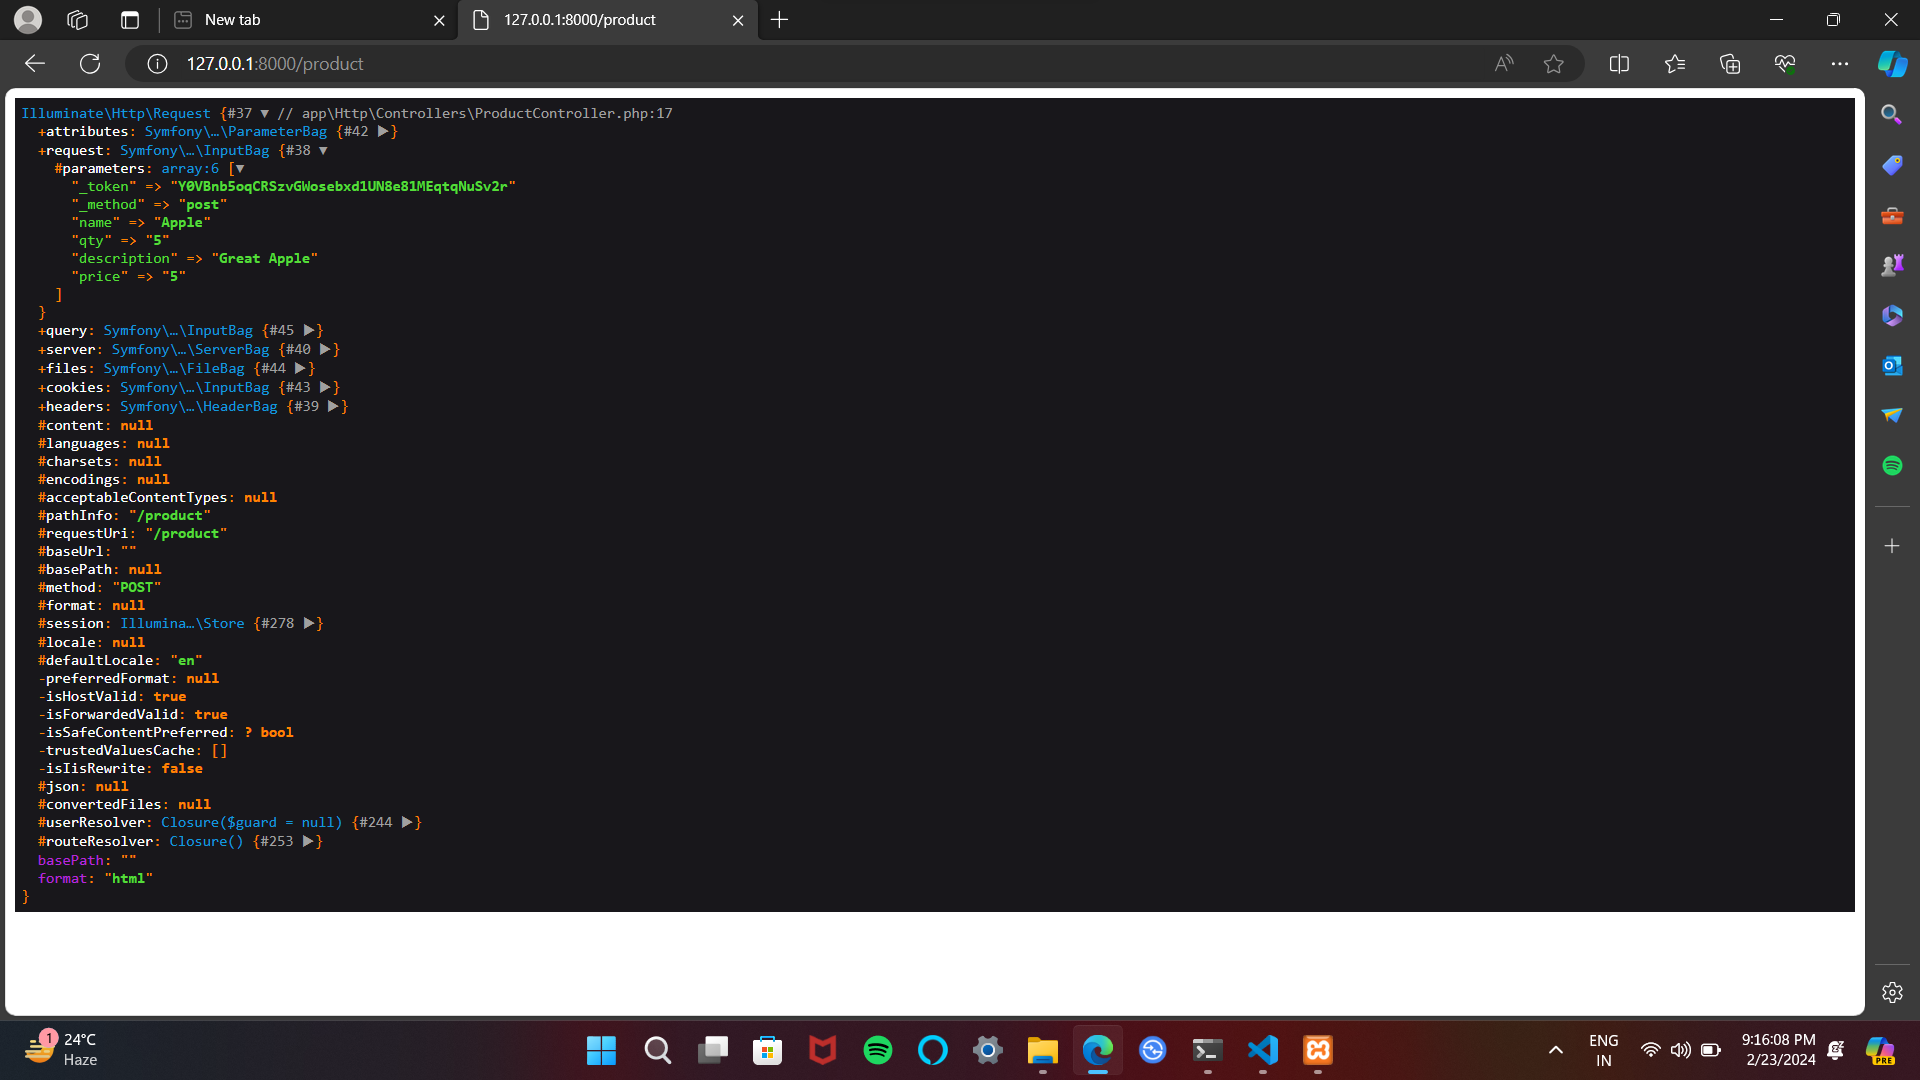 New tab
127.0.0.1:8000/product
127.0.0.1:8000/product
Illuminate\Http\Request {#37 ▼ // app\Http\Controllers\ProductController.php:17
+attributes: Symfony\…\ParameterBag {#42 ▶}
+request: Symfony\…\InputBag {#38 ▼
#parameters: array:6 [▼
"_token" => "Y0VBnb5oqCRSzvGWosebxd1UN8e81MEqtqNuSv2r"
"_method" => "post"
"name" => "Apple"
"qty" => "5"
"description" => "Great Apple"
"price" => "5"
]
}
+query: Symfony\…\InputBag {#45 ▶}
+server: Symfony\…\ServerBag {#40 ▶}
+files: Symfony\…\FileBag {#44 ▶}
+cookies: Symfony\…\InputBag {#43 ▶}
+headers: Symfony\…\HeaderBag {#39 ▶}
#content: null
#languages: null
#charsets: null
#encodings: null
#acceptableContentTypes: null
#pathInfo: "/product"
#requestUri: "/product"
#baseUrl: ""
#basePath: null
#method: "POST"
#format: null
#session: Illumina…\Store {#278 ▶}
#locale: null
#defaultLocale: "en"
-preferredFormat: null
-isHostValid: true
-isForwardedValid: true
-isSafeContentPreferred: ? bool
-trustedValuesCache: []
-isIisRewrite: false
#json: null
#convertedFiles: null
#userResolver: Closure($guard = null) {#244 ▶}
#routeResolver: Closure() {#253 ▶}
basePath: ""
format: "html"
}
1
24°C
Haze
ENG
IN
9:16:08 PM
2/23/2024
PRE